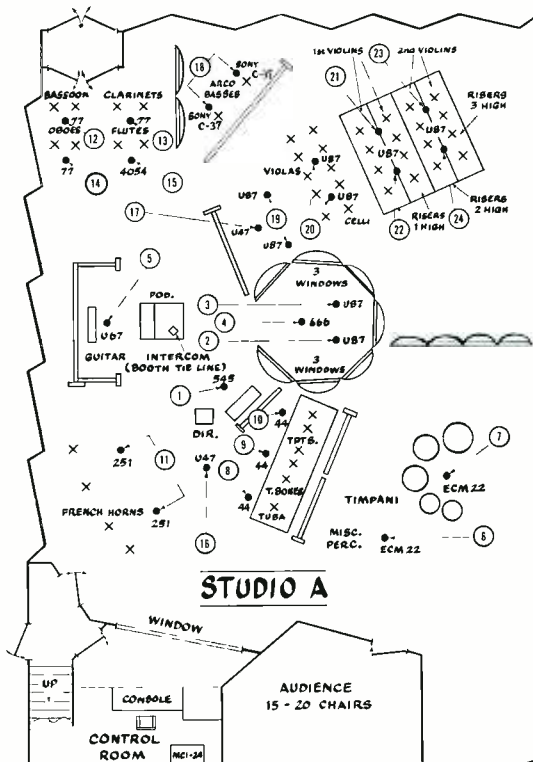 1ST VIOLINS
23
2ND VIOLINS
18
SONY
C-37
ARCO
BASSES
SONY
C-37
21
BASSOON
CLARINETS
77
77
OBOES
12
FLUTES
13
77
4054
14
15
RISERS
3 HIGH
U87
U87
VIOLAS
U87
U87
CELLI
17
U47
19
20
U87
22
RISERS
1 HIGH
24
RISERS
2 HIGH
5
3
WINDOWS
POD.
3
U87
4
666
U67
2
U87
GUITAR
INTERCOM
(BOOTH TIE LINE)
3
WINDOWS
1
545
10
44
DIR.
TPTS.
9
44
7
251
11
U47
8
T. BONES
TIMPANI
ECM 22
44
FRENCH HORNS
251
TUBA
MISC.
PERC.
ECM 22
6
16
STUDIO A
WINDOW
UP
CONSOLE
AUDIENCE
15 - 20 CHAIRS
CONTROL
ROOM
MCI-24